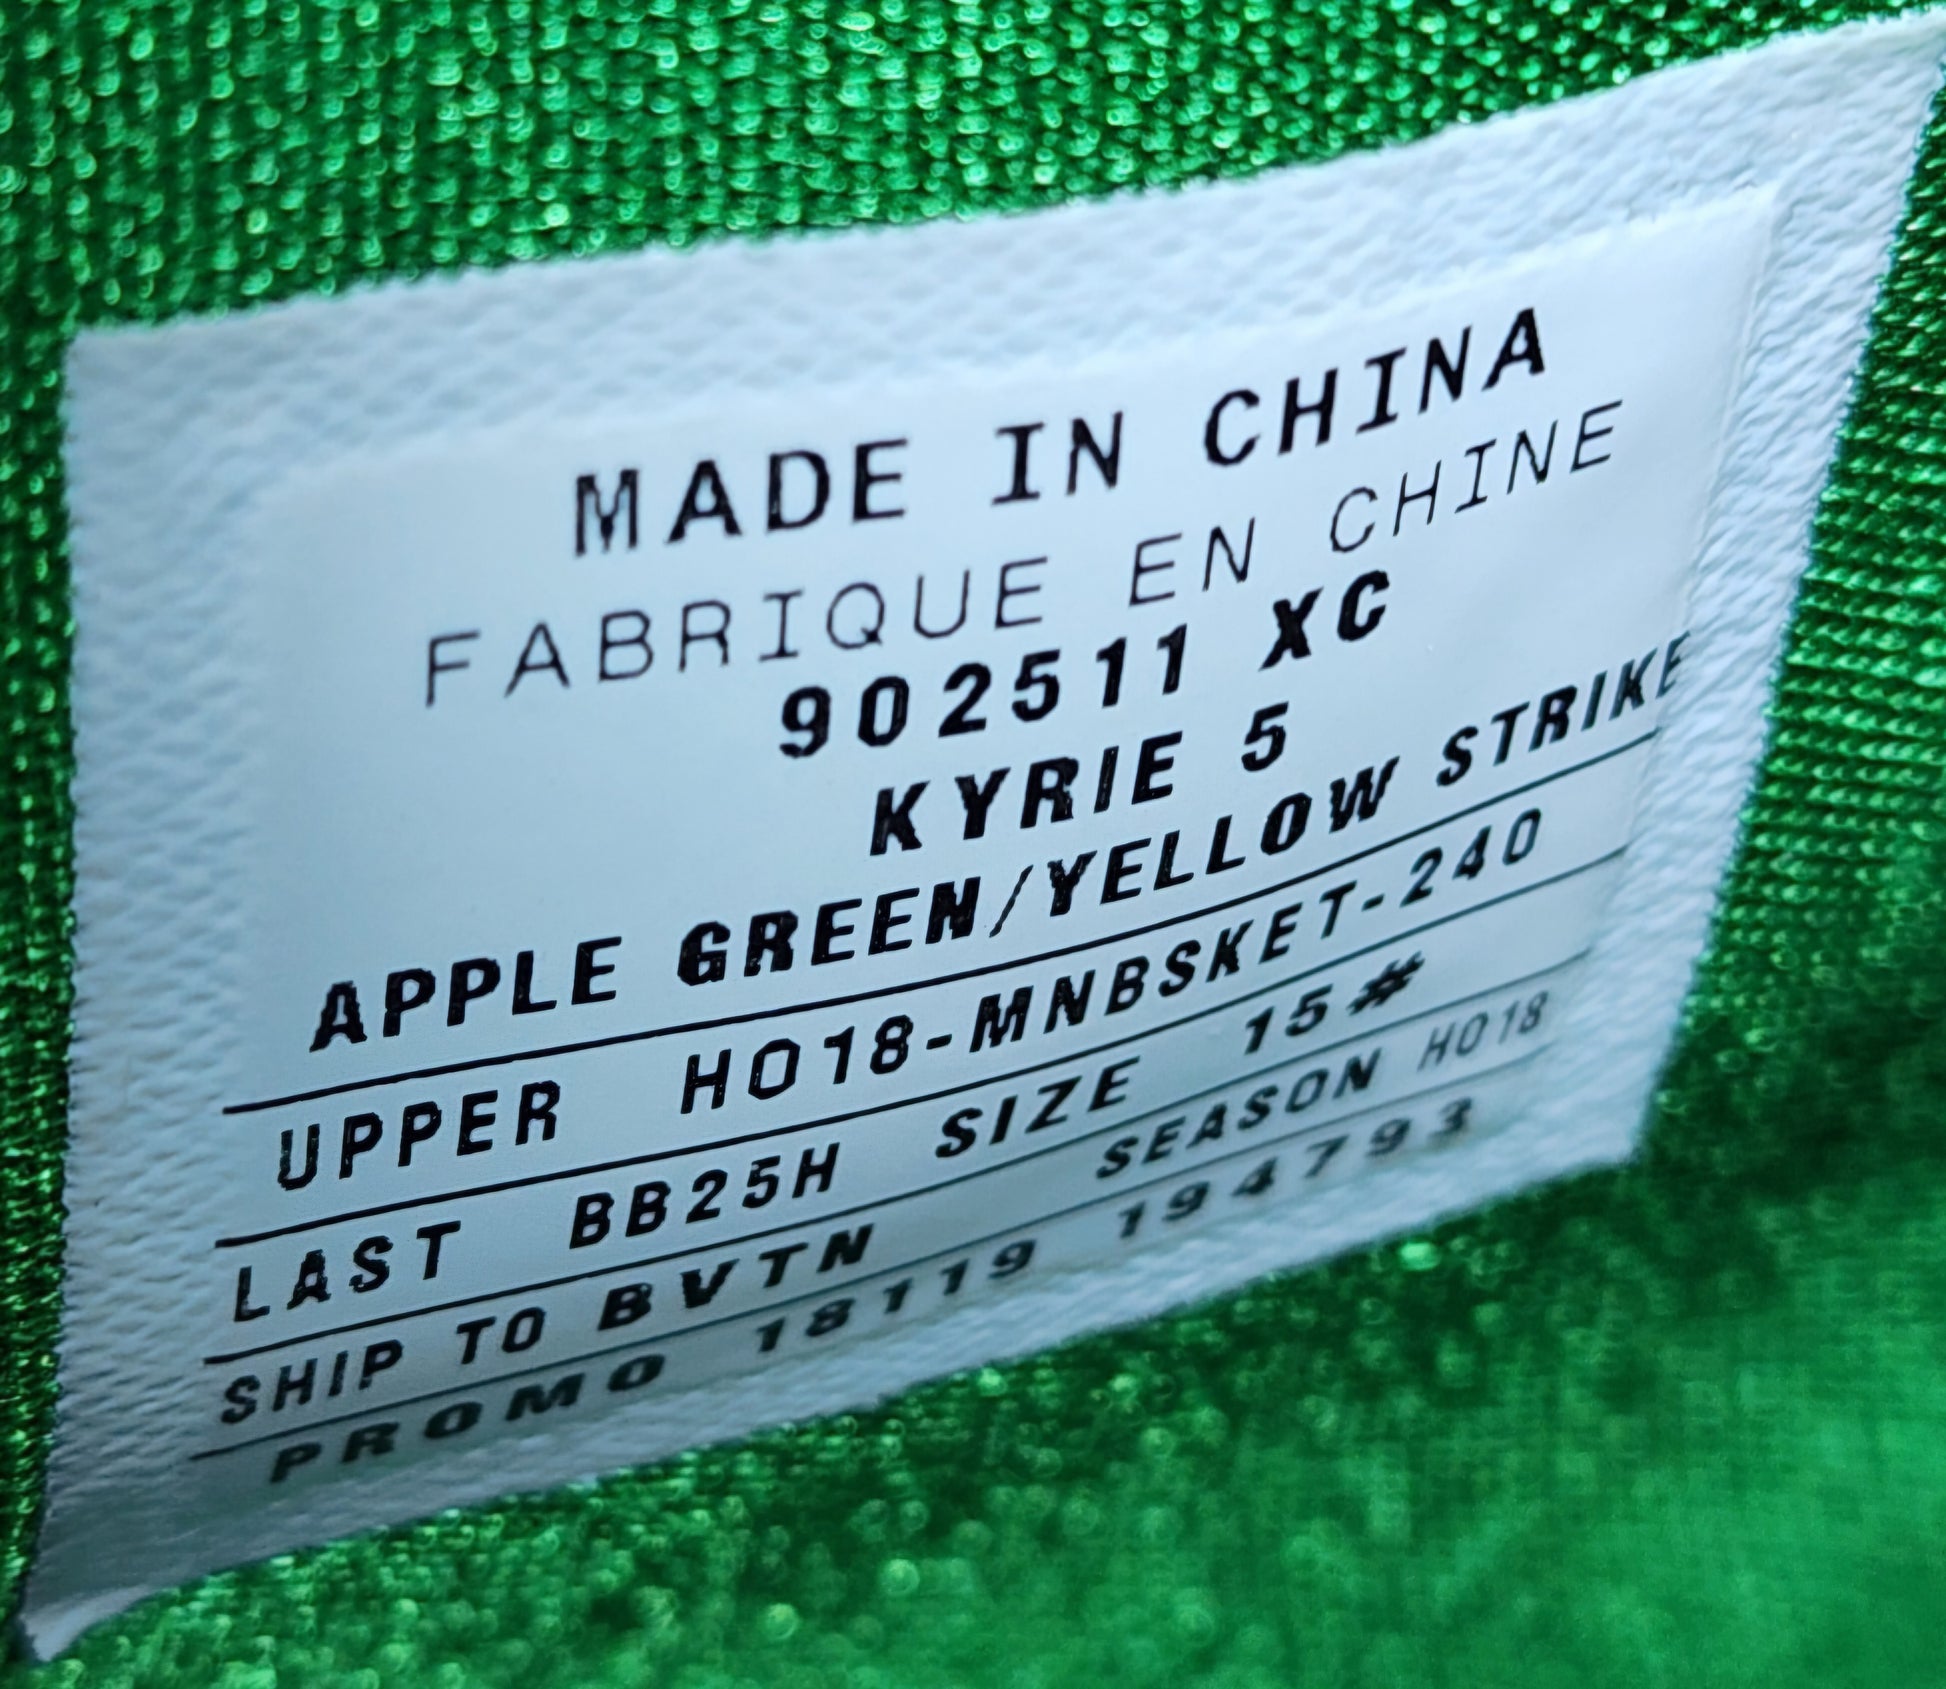 MADE IN CHINA
FABRIQUE EN CHINE
902511 XC
KYRIE 5
APPLE GREEN/YELLOW STRIKE
UPPER HO18-MNBSKET-240
LAST BB25H SIZE 15#
SHIP TO BVTN SEASON HO18
PROMO 18119 194793